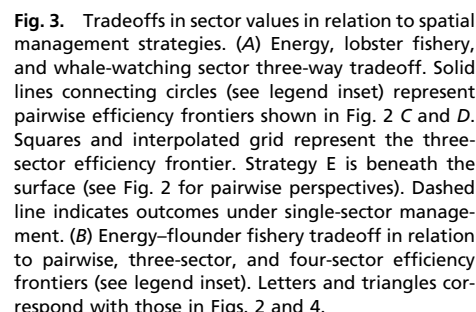 Fig. 3. Tradeoffs in sector values in relation to spatial
management strategies. (A) Energy, lobster fishery,
and whale-watching sector three-way tradeoff. Solid
lines connecting circles (see legend inset) represent
pairwise efficiency frontiers shown in Fig. 2 C and D.
Squares and interpolated grid represent the three-
sector efficiency frontier. Strategy E is beneath the
surface (see Fig. 2 for pairwise perspectives). Dashed
line indicates outcomes under single-sector manage-
ment. (B) Energy–flounder fishery tradeoff in relation
to pairwise, three-sector, and four-sector efficiency
frontiers (see legend inset). Letters and triangles cor-
respond with those in Figs. 2 and 4.